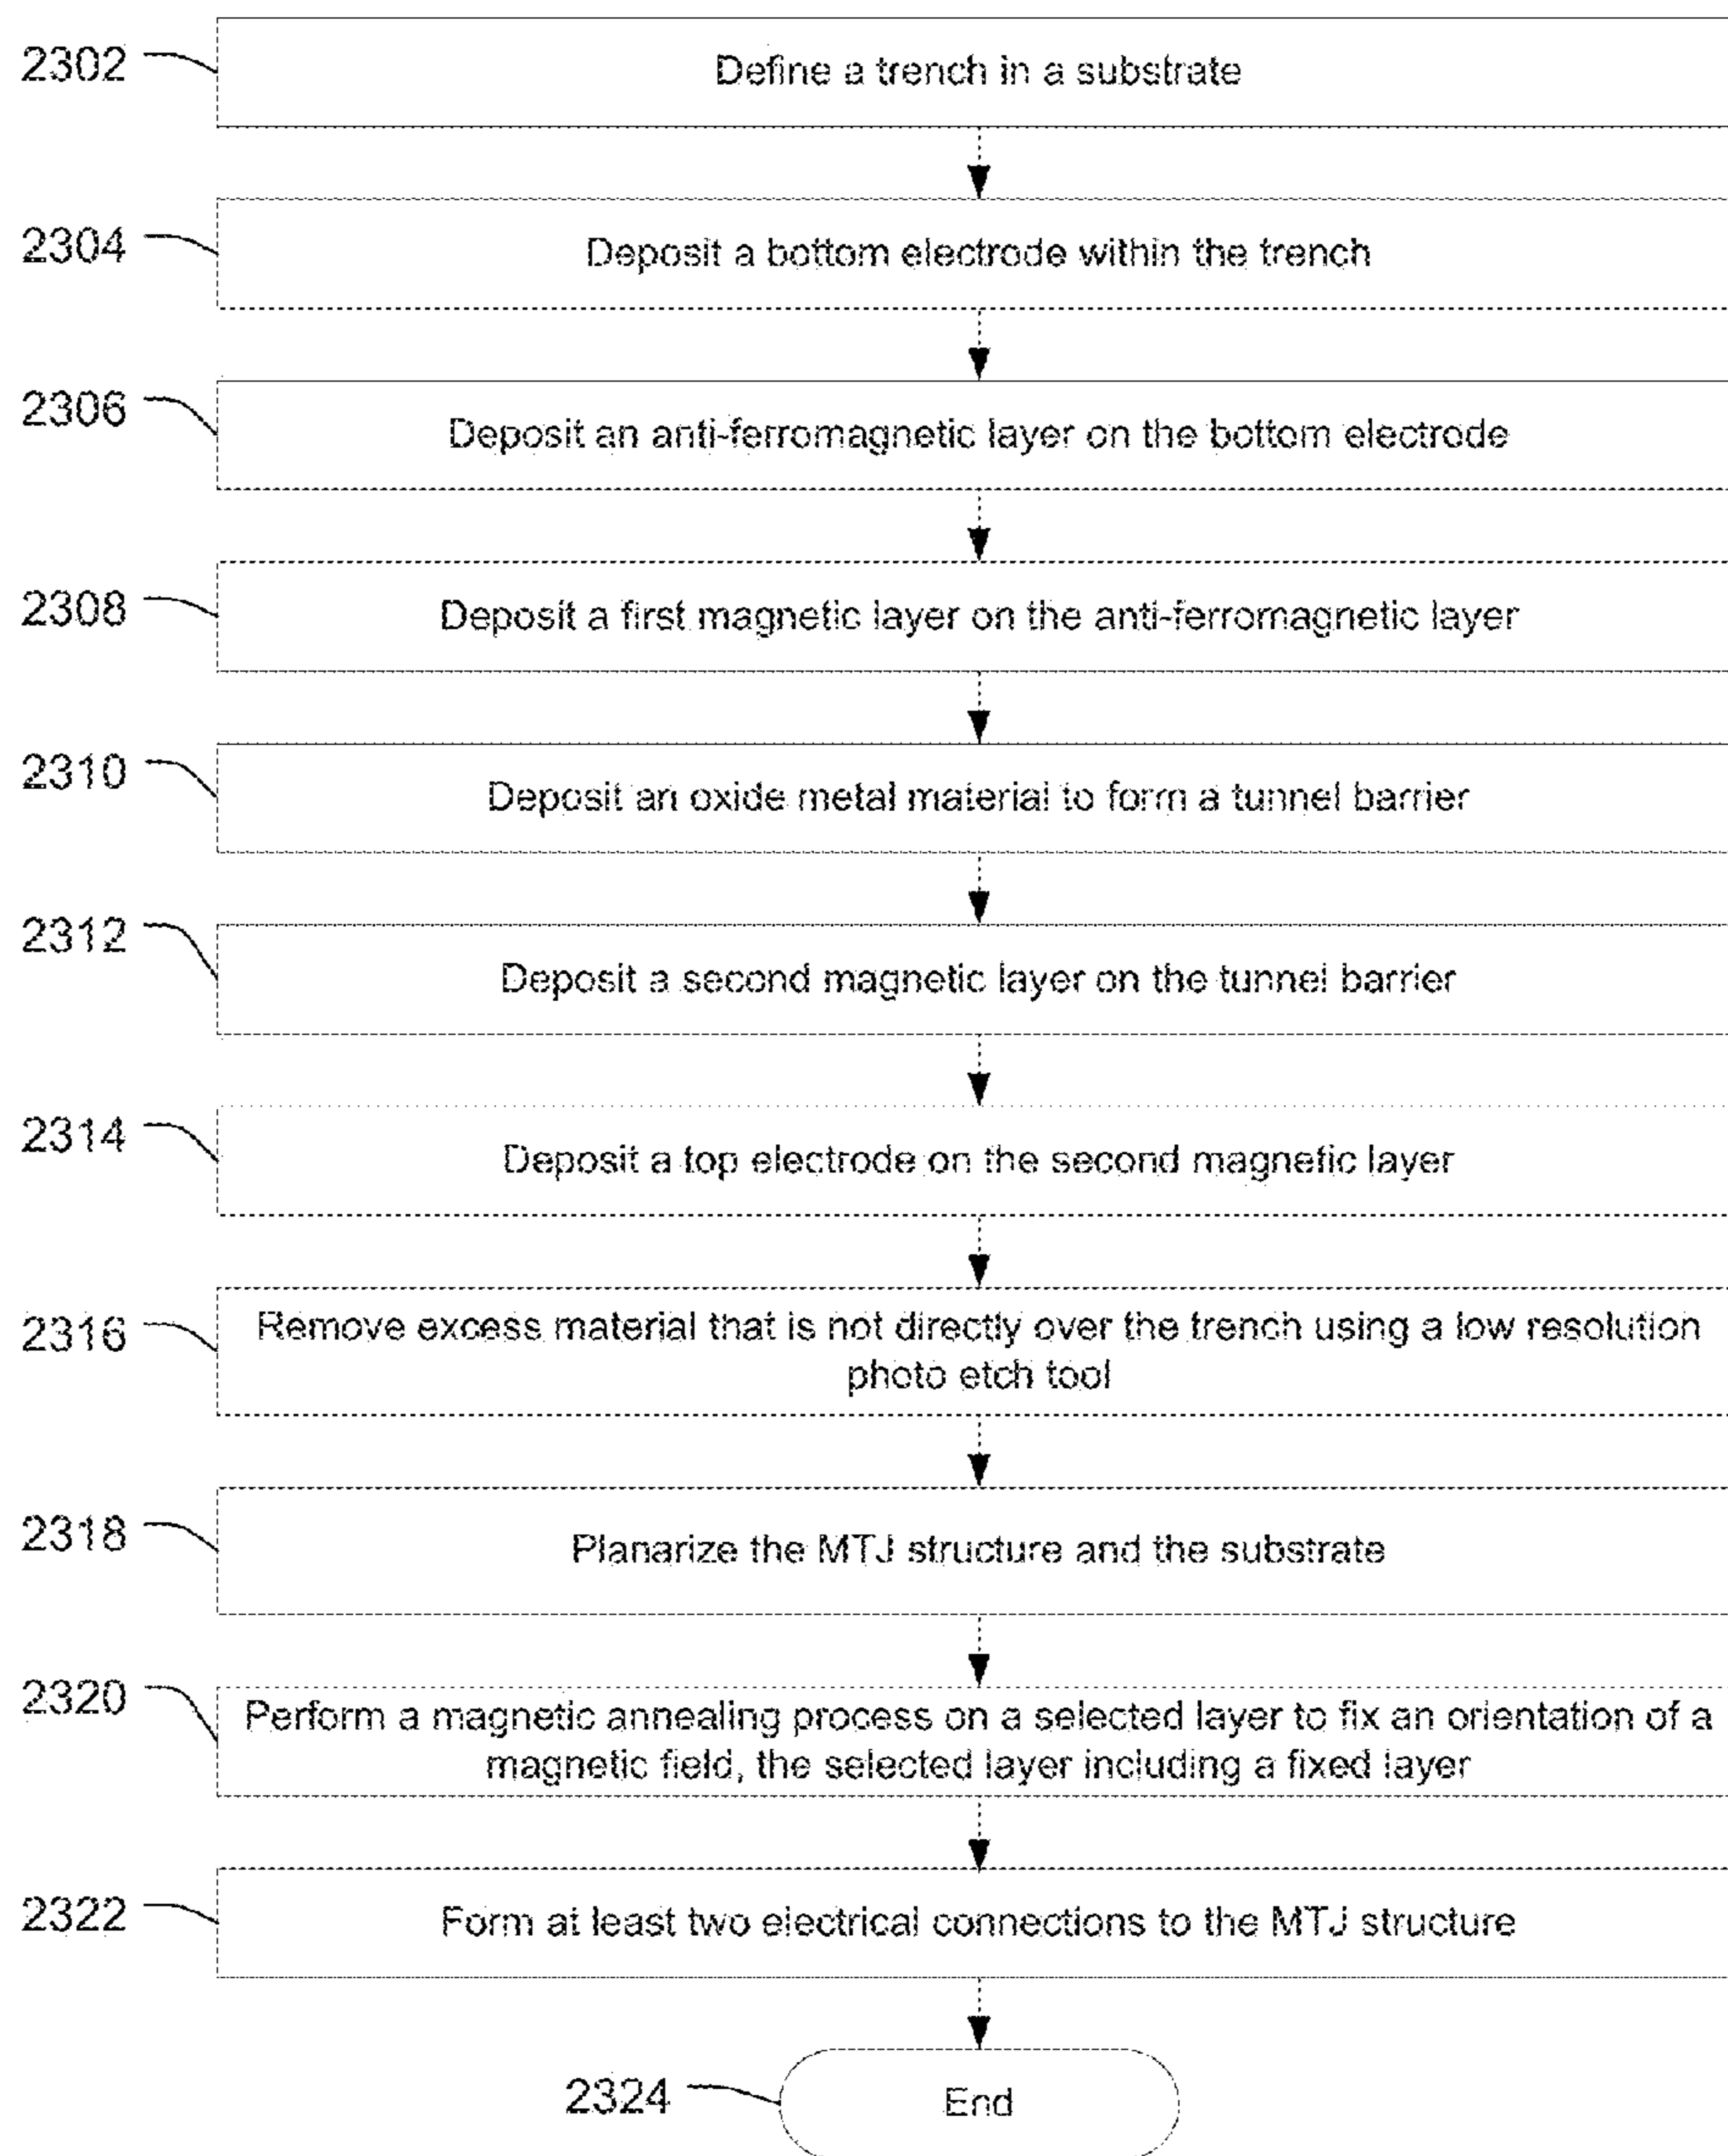 2302
Define a trench in a substrate
2304
Deposit a bottom electrode within the trench
2306
Deposit an anti-ferromagnetic layer on the bottom electrode
2308
Deposit a first magnetic layer on the anti-ferromagnetic layer
2310
Deposit an oxide metal material to form a tunnel barrier
2312
Deposit a second magnetic layer on the tunnel barrier
2314
Deposit a top electrode on the second magnetic layer
2316
Remove excess material that is not directly over the trench using a low resolution
photo etch tool
2318
Planarize the MTJ structure and the substrate
2320
Perform a magnetic annealing process on a selected layer to fix an orientation of a
magnetic field, the selected layer including a fixed layer
2322
Form at least two electrical connections to the MTJ structure
2324
End